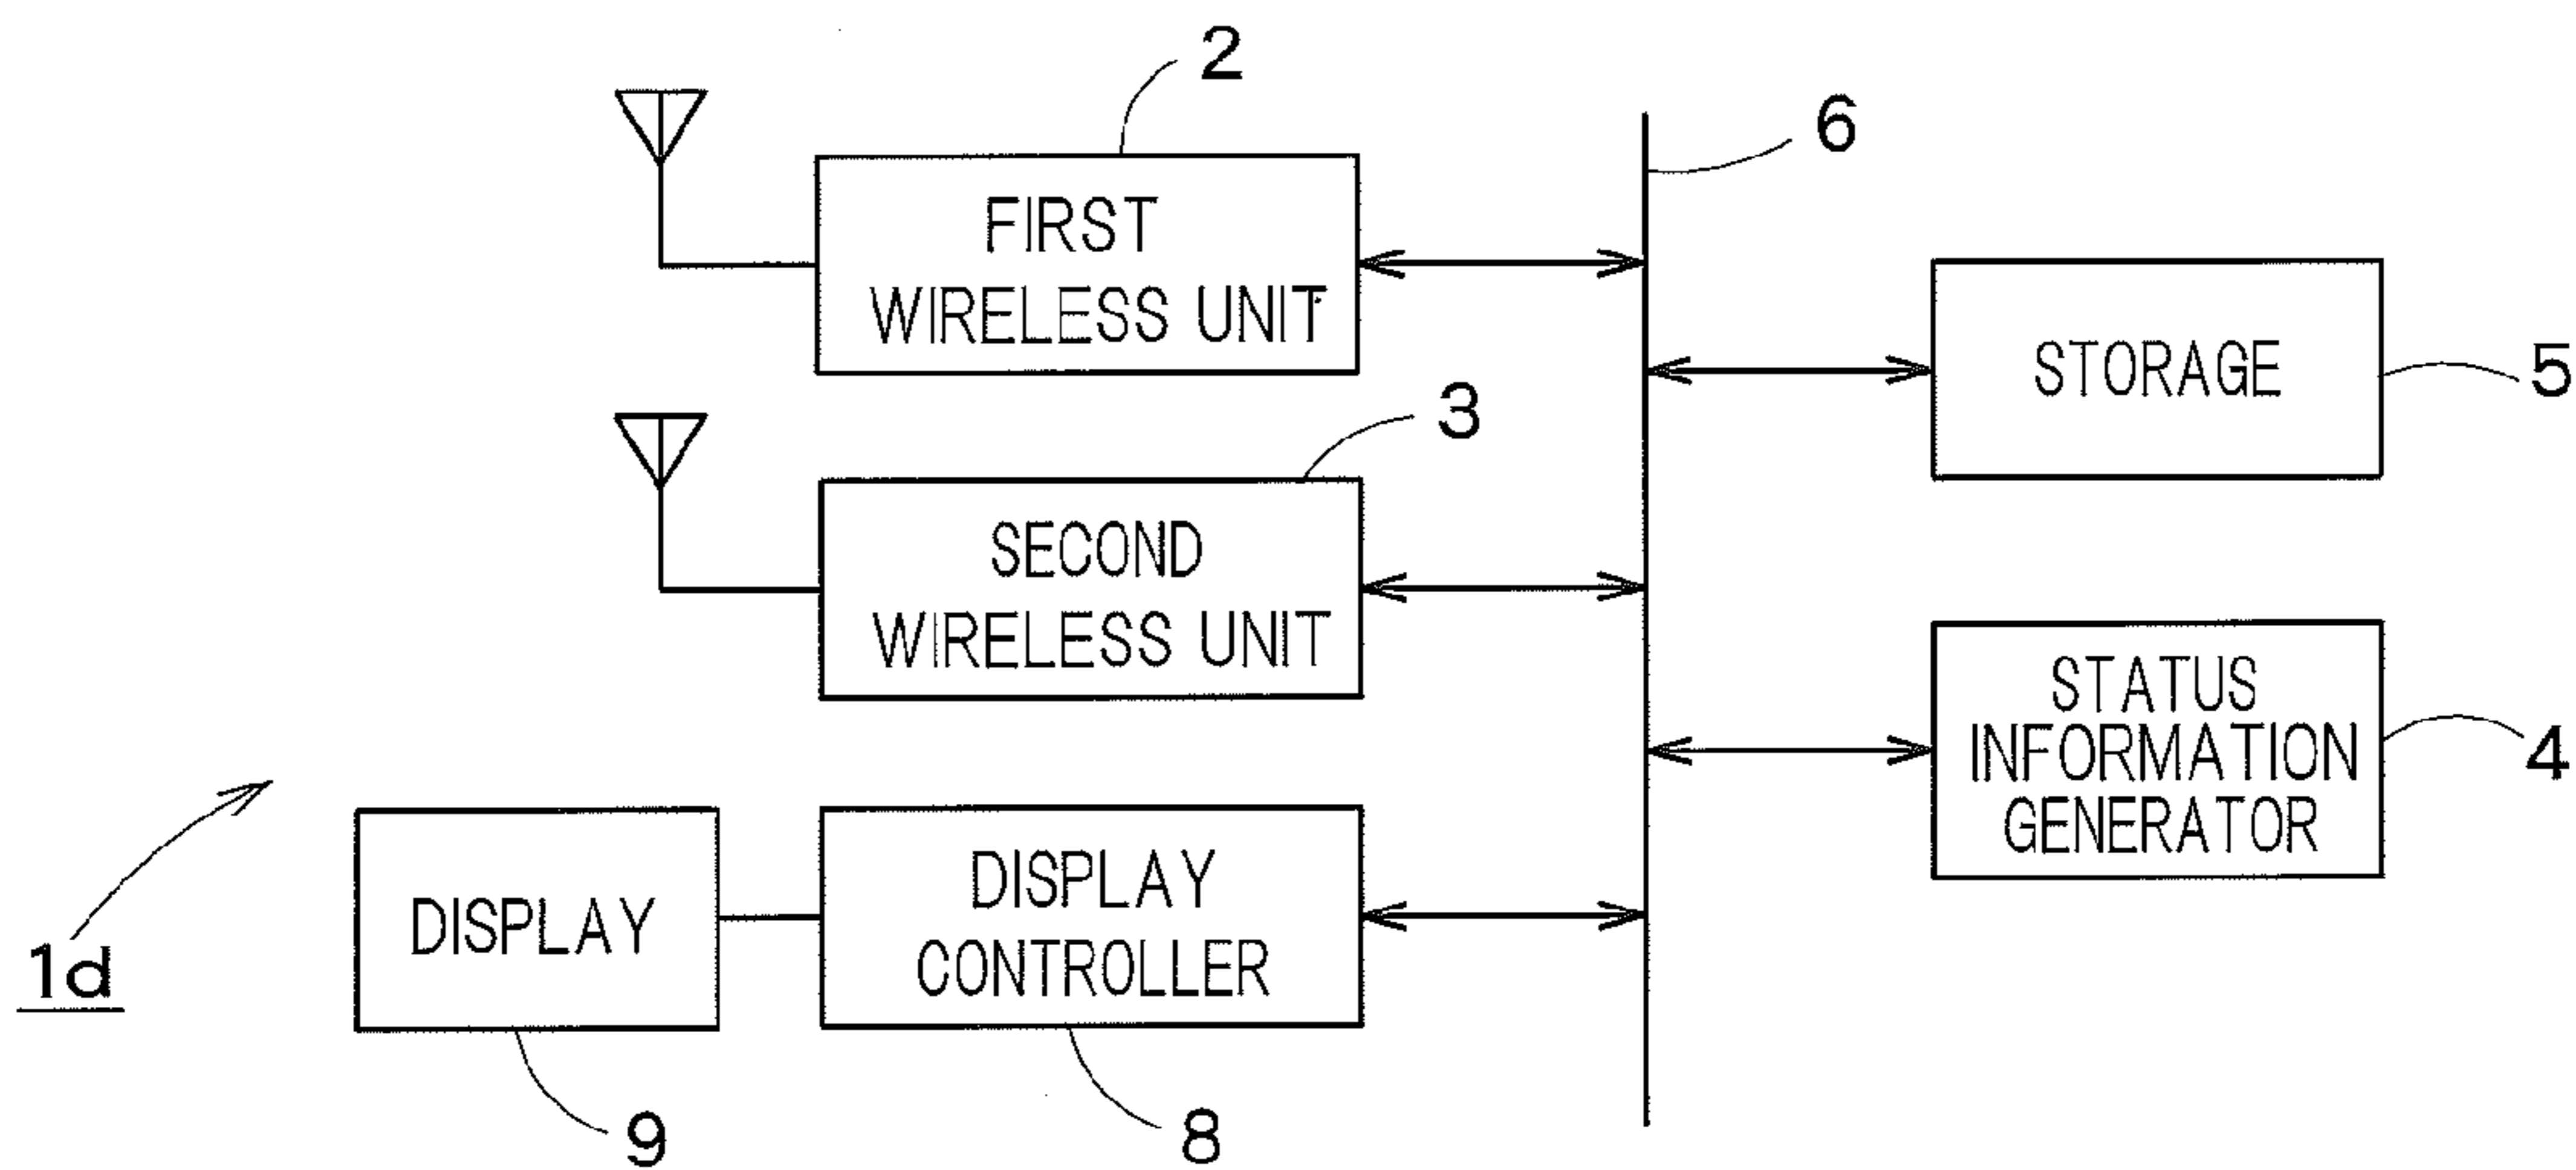 2
6
FIRST
WIRELESS UNIT
STORAGE
5
3
SECOND
WIRELESS UNIT
STATUS
INFORMATION
GENERATOR
4
1d
DISPLAY
DISPLAY
CONTROLLER
9
8